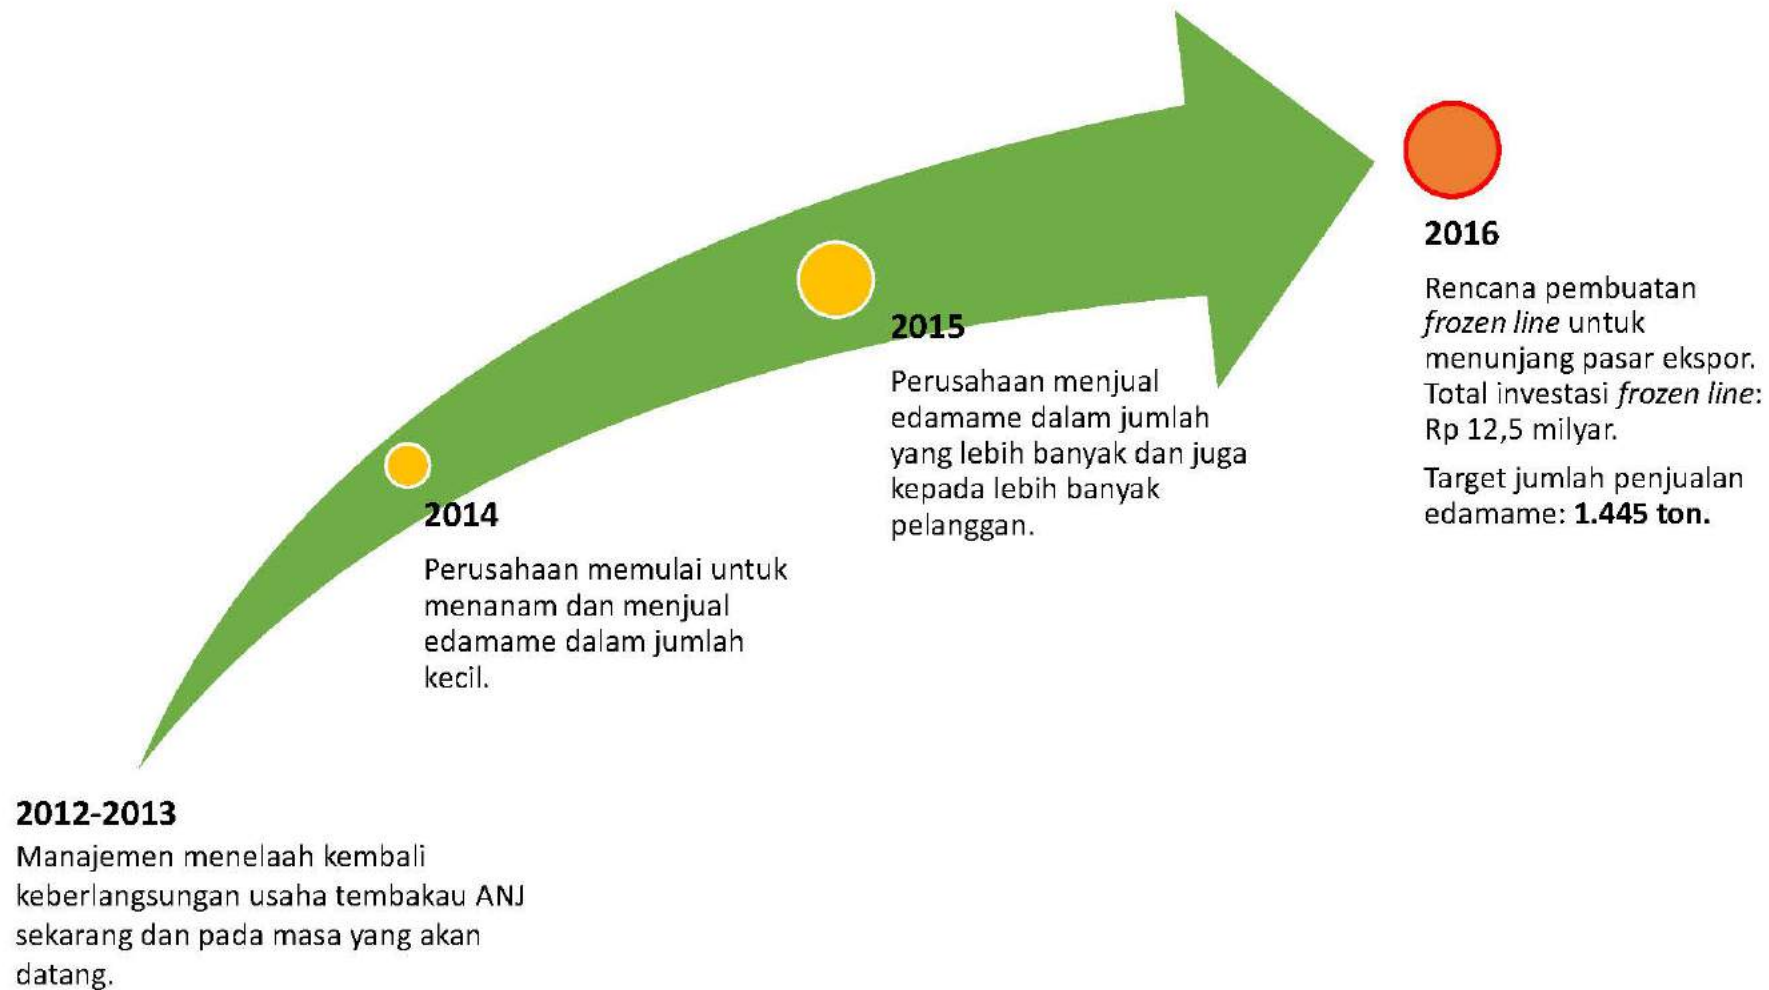 2012-2013
Manajemen menelaah kembali
keberlangsungan usaha tembakau ANJ
sekarang dan pada masa yang akan
datang.
2014
Perusahaan memulai untuk
menanam dan menjual
edamame dalam jumlah
kecil.
2015
Perusahaan menjual
edamame dalam jumlah
yang lebih banyak dan juga
kepada lebih banyak
pelanggan.
2016
Rencana pembuatan
frozen line untuk
menunjang pasar ekspor.
Total investasi frozen line:
Rp 12,5 milyar.
Target jumlah penjualan
edamame: 1.445 ton.